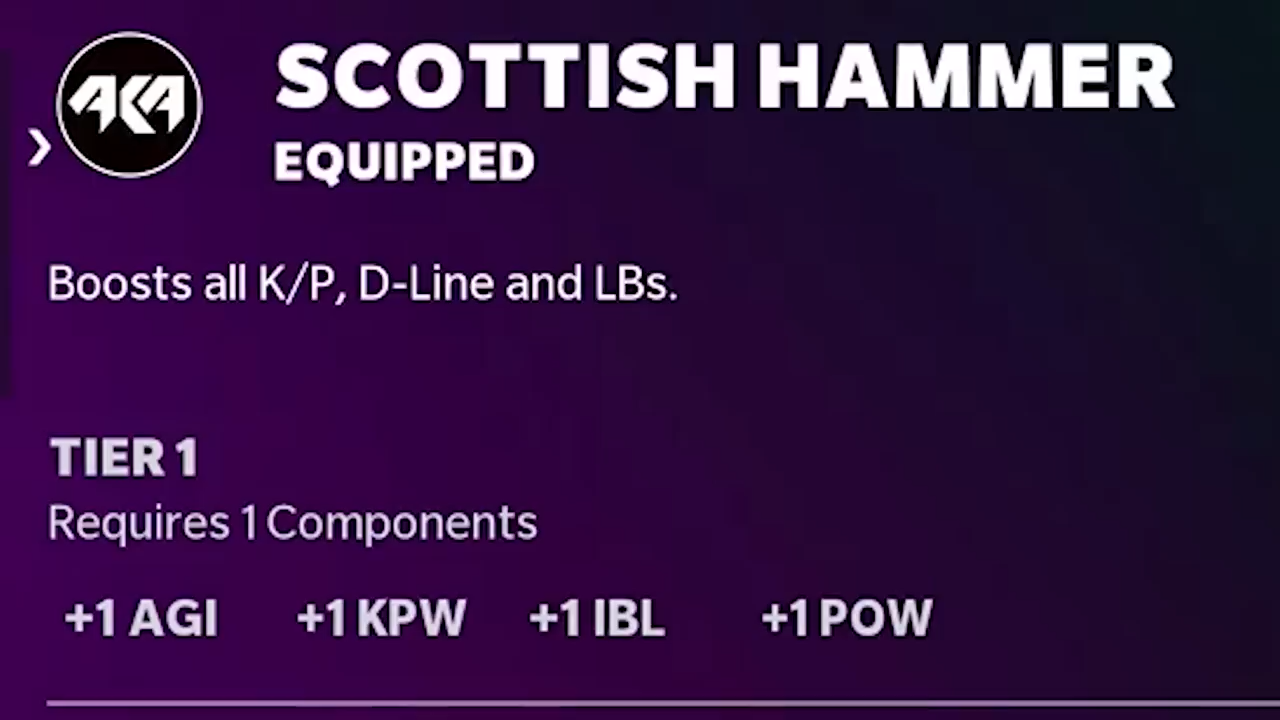 AKA
SCOTTISH HAMMER
EQUIPPED
Boosts all K/P, D-Line and LBs.
TIER 1
Requires 1 Components
+1 AGI +1 KPW +1 IBL +1 POW